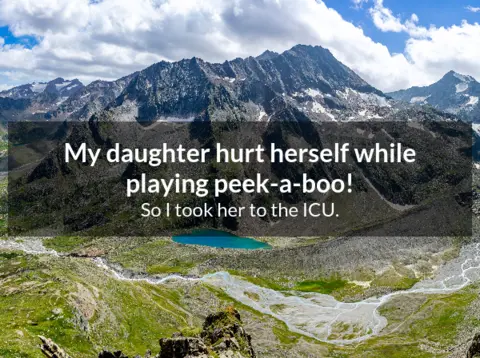 My daughter hurt herself while
playing peek-a-boo!
So I took her to the ICU.